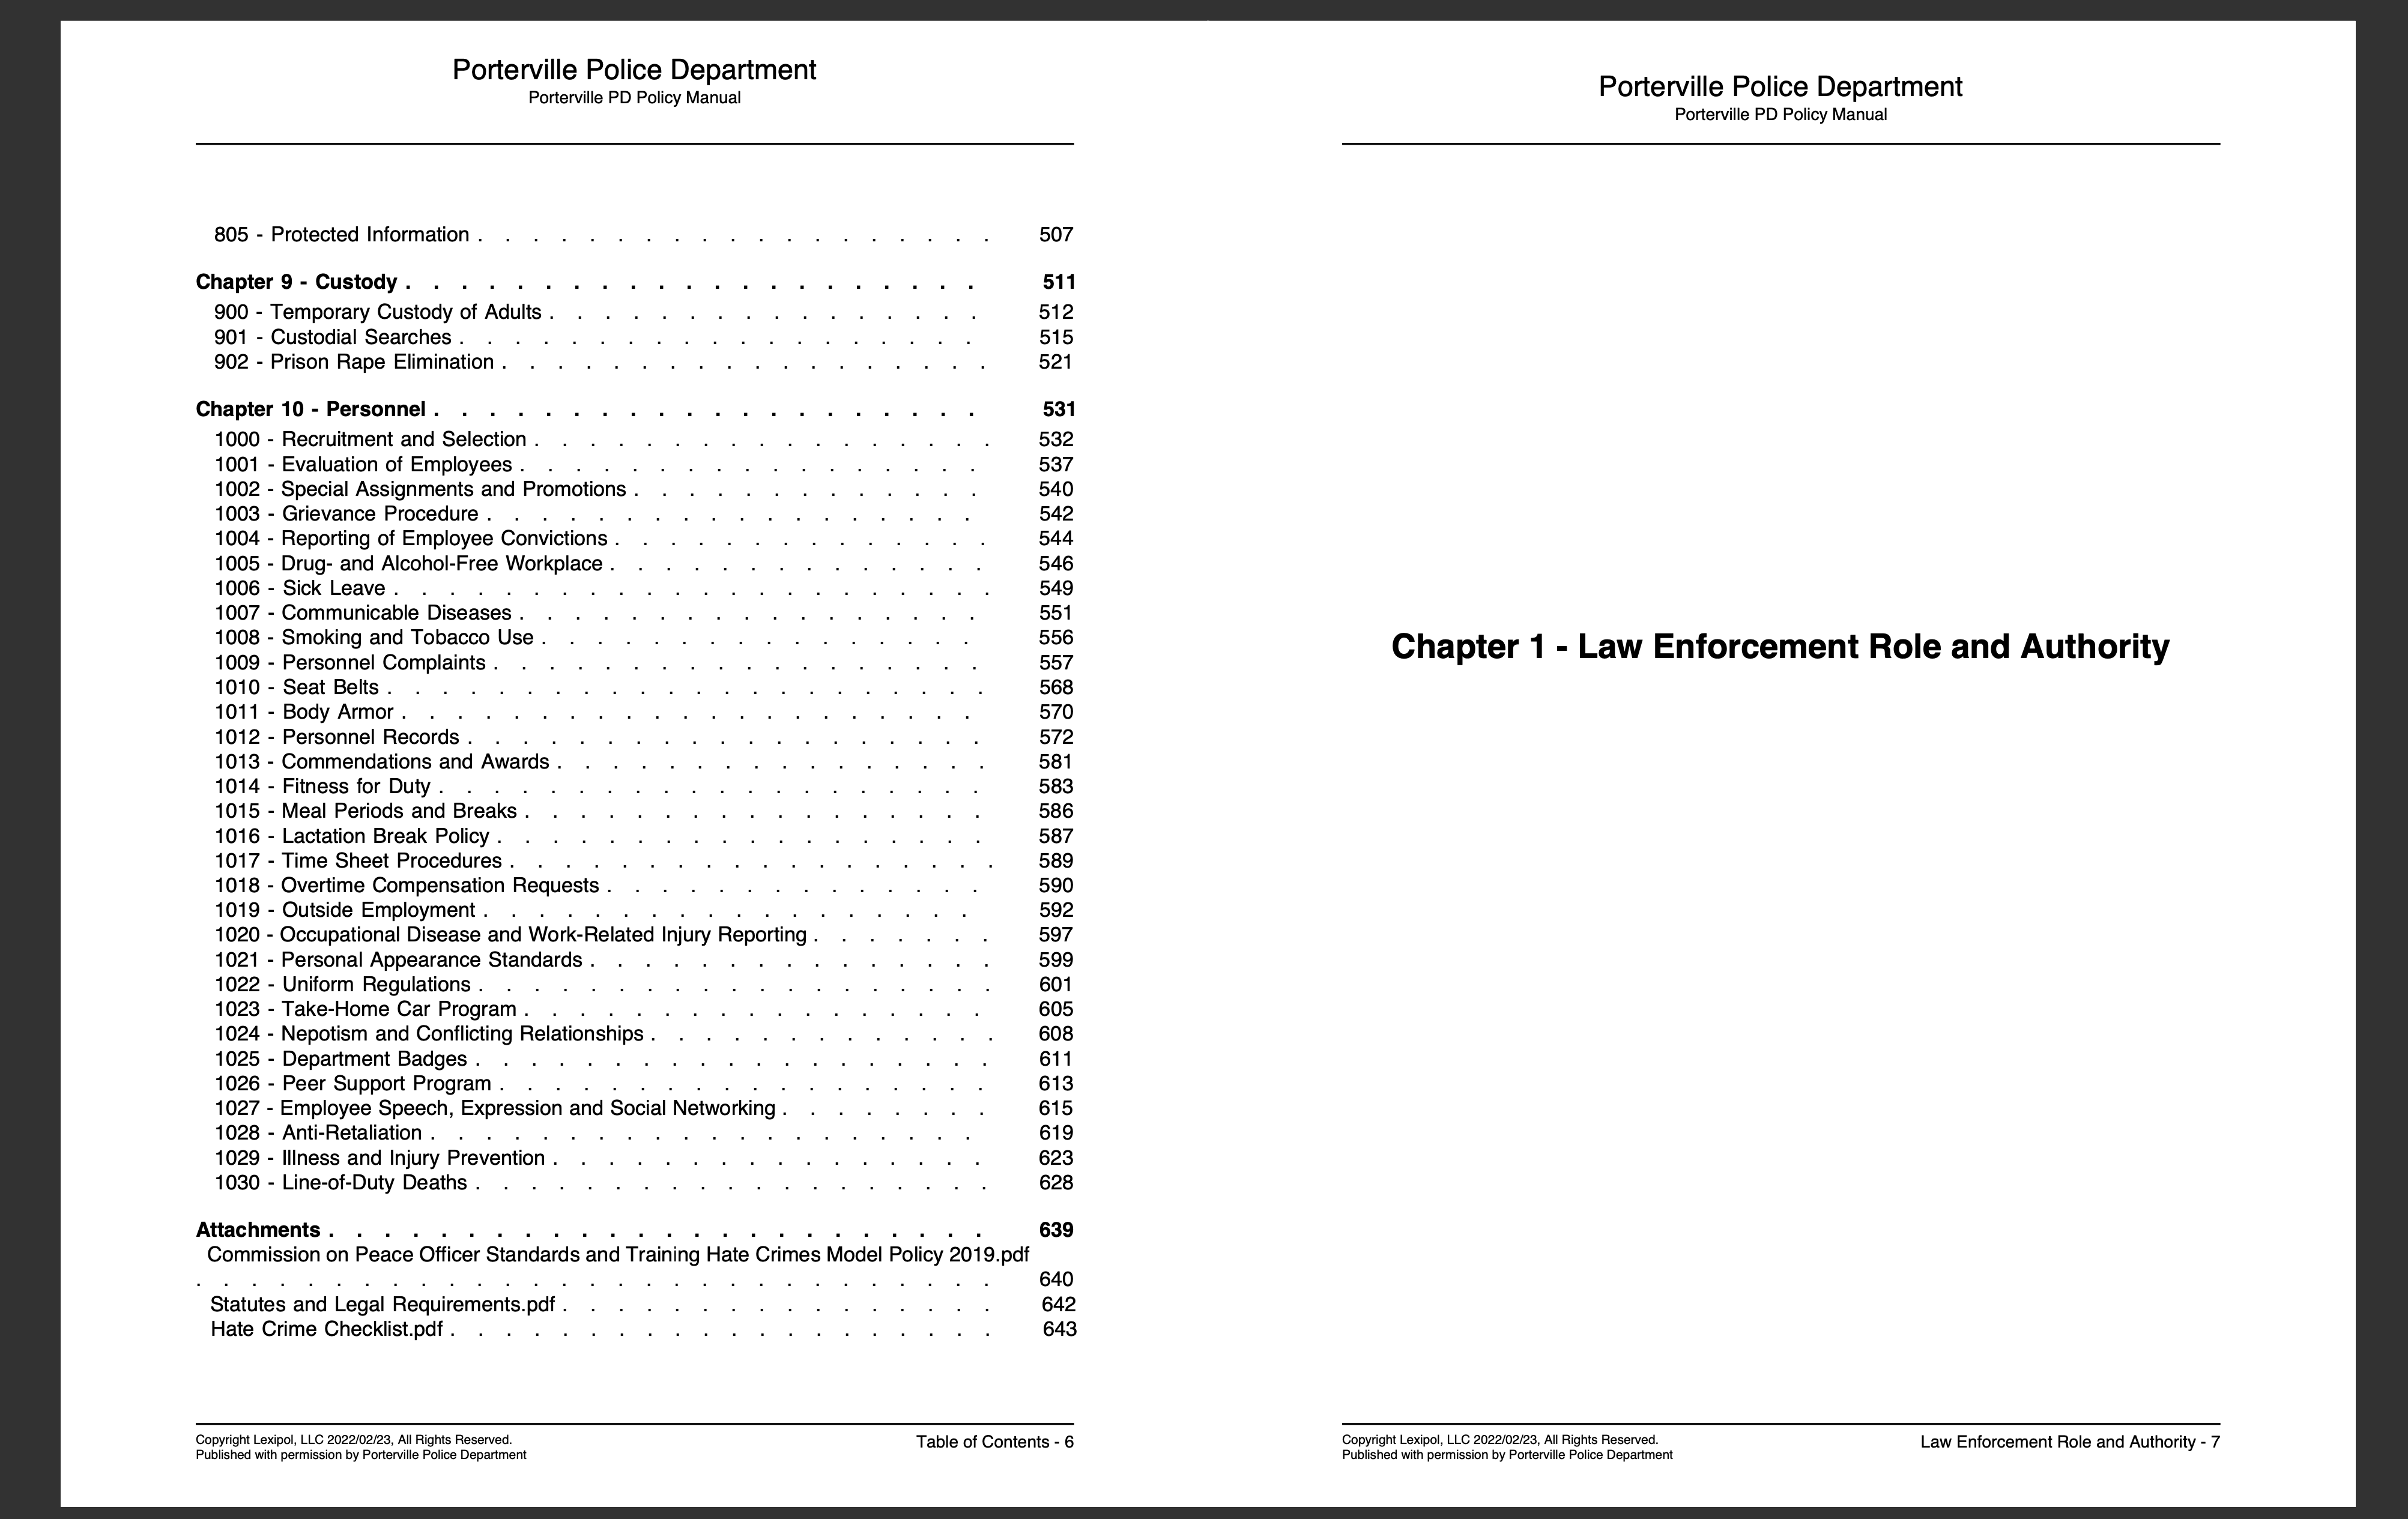 Porterville Police Department
Porterville PD Policy Manual
805 - Protected Information . . . . . . . . . . . . . . . . . . . 507
Chapter 9 - Custody . . . . . . . . . . . . . . . . . . . . . 511
900 - Temporary Custody of Adults . . . . . . . . . . . . . . . . 512
901 - Custodial Searches . . . . . . . . . . . . . . . . . . . 515
902 - Prison Rape Elimination . . . . . . . . . . . . . . . . . . 521
Chapter 10 - Personnel . . . . . . . . . . . . . . . . . . . . 531
1000 - Recruitment and Selection . . . . . . . . . . . . . . . . . 532
1001 - Evaluation of Employees . . . . . . . . . . . . . . . . . 537
1002 - Special Assignments and Promotions . . . . . . . . . . . . . 540
1003 - Grievance Procedure . . . . . . . . . . . . . . . . . . 542
1004 - Reporting of Employee Convictions . . . . . . . . . . . . . . 544
1005 - Drug- and Alcohol-Free Workplace . . . . . . . . . . . . . . 546
1006 - Sick Leave . . . . . . . . . . . . . . . . . . . . . . 549
1007 - Communicable Diseases . . . . . . . . . . . . . . . . . 551
1008 - Smoking and Tobacco Use . . . . . . . . . . . . . . . . 556
1009 - Personnel Complaints . . . . . . . . . . . . . . . . . . 557
1010 - Seat Belts . . . . . . . . . . . . . . . . . . . . . . 568
1011 - Body Armor . . . . . . . . . . . . . . . . . . . . . 570
1012 - Personnel Records . . . . . . . . . . . . . . . . . . . 572
1013 - Commendations and Awards . . . . . . . . . . . . . . . . 581
1014 - Fitness for Duty . . . . . . . . . . . . . . . . . . . . 583
1015 - Meal Periods and Breaks . . . . . . . . . . . . . . . . . 586
1016 - Lactation Break Policy . . . . . . . . . . . . . . . . . . 587
1017 - Time Sheet Procedures . . . . . . . . . . . . . . . . . . 589
1018 - Overtime Compensation Requests . . . . . . . . . . . . . . 590
1019 - Outside Employment . . . . . . . . . . . . . . . . . . 592
1020 - Occupational Disease and Work-Related Injury Reporting . . . . . . . 597
1021 - Personal Appearance Standards . . . . . . . . . . . . . . . 599
1022 - Uniform Regulations . . . . . . . . . . . . . . . . . . . 601
1023 - Take-Home Car Program . . . . . . . . . . . . . . . . . 605
1024 - Nepotism and Conflicting Relationships . . . . . . . . . . . . . 608
1025 - Department Badges . . . . . . . . . . . . . . . . . . . 611
1026 - Peer Support Program . . . . . . . . . . . . . . . . . . 613
1027 - Employee Speech, Expression and Social Networking . . . . . . . . 615
1028 - Anti-Retaliation . . . . . . . . . . . . . . . . . . . . 619
1029 - Illness and Injury Prevention . . . . . . . . . . . . . . . . 623
1030 - Line-of-Duty Deaths . . . . . . . . . . . . . . . . . . . 628
Attachments . . . . . . . . . . . . . . . . . . . . . . . . 639
Commission on Peace Officer Standards and Training Hate Crimes Model Policy 2019.pdf
. . . . . . . . . . . . . . . . . . . . . . . . . . . . . 640
Statutes and Legal Requirements.pdf . . . . . . . . . . . . . . . . 642
Hate Crime Checklist.pdf . . . . . . . . . . . . . . . . . . . . 643
Copyright Lexipol, LLC 2022/02/23, All Rights Reserved.
Published with permission by Porterville Police Department
Table of Contents - 6
Porterville Police Department
Porterville PD Policy Manual
Chapter 1 - Law Enforcement Role and Authority
Copyright Lexipol, LLC 2022/02/23, All Rights Reserved.
Published with permission by Porterville Police Department
Law Enforcement Role and Authority - 7